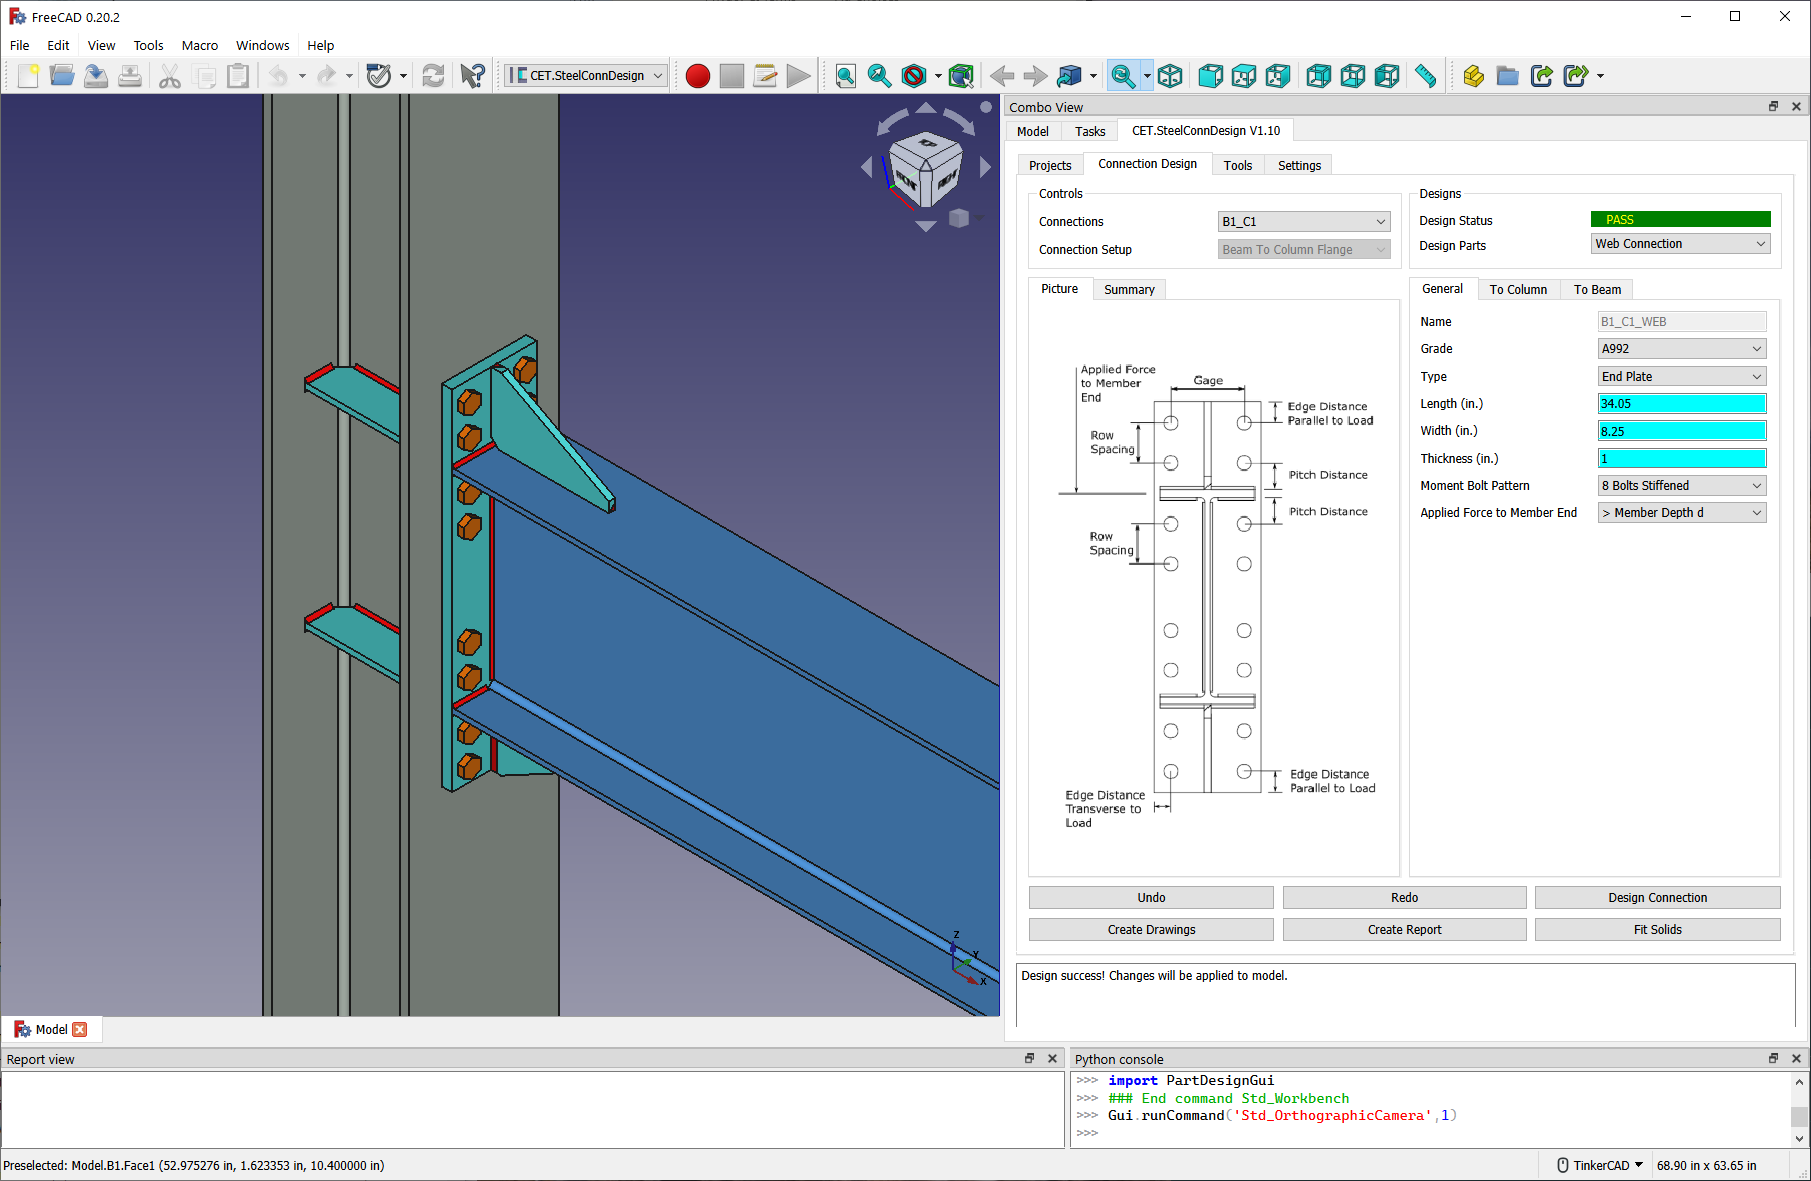 FreeCAD 0.20.2
File Edit View Tools Macro Windows Help
CET.SteelConnDesign
Combo View
Model Tasks CET.SteelConnDesign V1.10
Projects Connection Design Tools Settings
Controls
Connections B1_C1
Connection Setup Beam To Column Flange
Designs
Design Status PASS
Design Parts Web Connection
Picture Summary
Applied Force
to Member
End
Gage
Edge Distance
Parallel to Load
Row
Spacing
Pitch Distance
Pitch Distance
Row
Spacing
Edge Distance
Parallel to Load
Edge Distance
Transverse to
Load
General To Column To Beam
Name B1_C1_WEB
Grade A992
Type End Plate
Length (in.) 34.05
Width (in.) 8.25
Thickness (in.) 1
Moment Bolt Pattern 8 Bolts Stiffened
Applied Force to Member End > Member Depth d
Undo Redo Design Connection
Create Drawings Create Report Fit Solids
Design success! Changes will be applied to model.
Z
Y
X
Model
Report view
Python console
>>> import PartDesignGui
>>> ### End command Std_Workbench
>>> Gui.runCommand('Std_OrthographicCamera',1)
>>>
Preselected: Model.B1.Face1 (52.975276 in, 1.623353 in, 10.400000 in)
TinkerCAD 68.90 in x 63.65 in